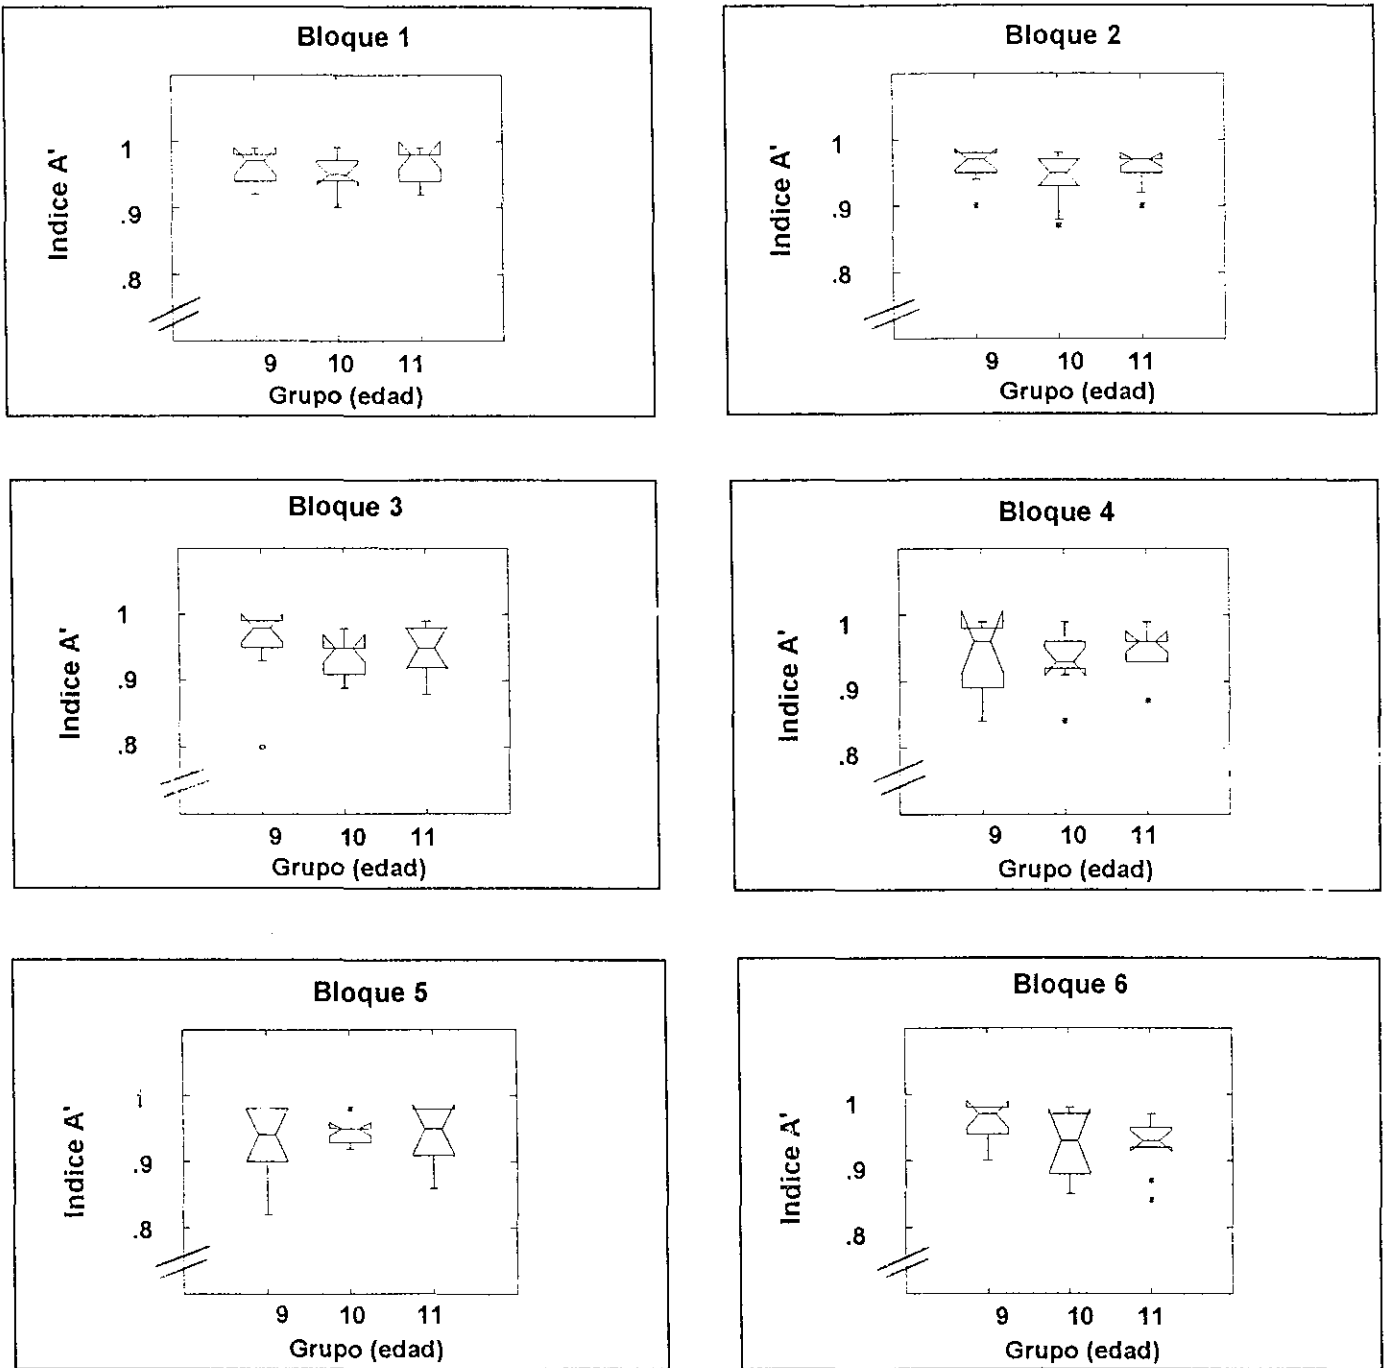 Bloque 1
Indice A'
1
.9
.8
9 10 11
Grupo (edad)
Bloque 2
Indice A'
1
.9
.8
9 10 11
Grupo (edad)
Bloque 3
Indice A'
1
.9
.8
9 10 11
Grupo (edad)
Bloque 4
Indice A'
1
.9
.8
9 10 11
Grupo (edad)
Bloque 5
Indice A'
1
.9
.8
9 10 11
Grupo (edad)
Bloque 6
Indice A'
1
.9
.8
9 10 11
Grupo (edad)